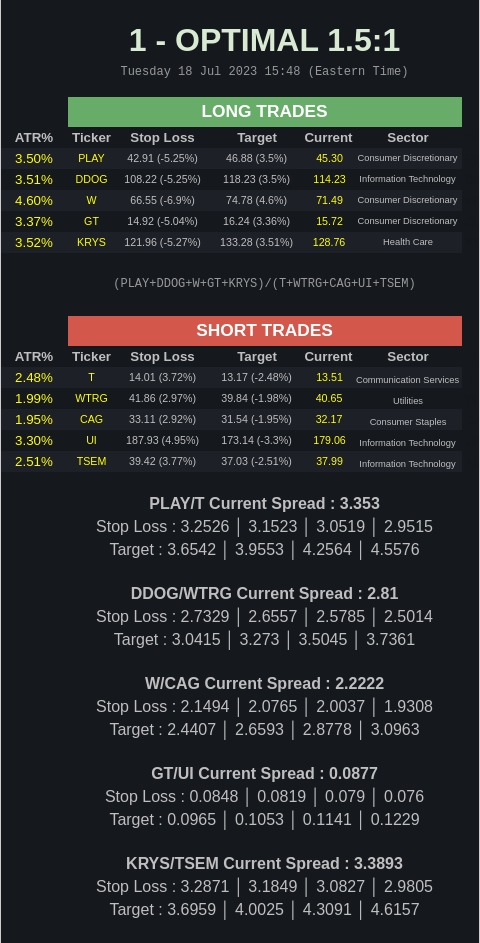 1 - OPTIMAL 1.5:1
Tuesday 18 Jul 2023 15:48 (Eastern Time)
LONG TRADES
ATR% Ticker Stop Loss Target Current Sector
3.50% PLAY 42.91 (-5.25%) 46.88 (3.5%) 45.30 Consumer Discretionary
3.51% DDOG 108.22 (-5.25%) 118.23 (3.5%) 114.23 Information Technology
4.60% W 66.55 (-6.9%) 74.78 (4.6%) 71.49 Consumer Discretionary
3.37% GT 14.92 (-5.04%) 16.24 (3.36%) 15.72 Consumer Discretionary
3.52% KRYS 121.96 (-5.27%) 133.28 (3.51%) 128.76 Health Care
(PLAY+DDOG+W+GT+KRYS)/(T+WTRG+CAG+UI+TSEM)
SHORT TRADES
ATR% Ticker Stop Loss Target Current Sector
2.48% T 14.01 (3.72%) 13.17 (-2.48%) 13.51 Communication Services
1.99% WTRG 41.86 (2.97%) 39.84 (-1.98%) 40.65 Utilities
1.95% CAG 33.11 (2.92%) 31.54 (-1.95%) 32.17 Consumer Staples
3.30% UI 187.93 (4.95%) 173.14 (-3.3%) 179.06 Information Technology
2.51% TSEM 39.42 (3.77%) 37.03 (-2.51%) 37.99 Information Technology
PLAY/T Current Spread : 3.353
Stop Loss : 3.2526 │ 3.1523 │ 3.0519 │ 2.9515
Target : 3.6542 │ 3.9553 │ 4.2564 │ 4.5576
DDOG/WTRG Current Spread : 2.81
Stop Loss : 2.7329 │ 2.6557 │ 2.5785 │ 2.5014
Target : 3.0415 │ 3.273 │ 3.5045 │ 3.7361
W/CAG Current Spread : 2.2222
Stop Loss : 2.1494 │ 2.0765 │ 2.0037 │ 1.9308
Target : 2.4407 │ 2.6593 │ 2.8778 │ 3.0963
GT/UI Current Spread : 0.0877
Stop Loss : 0.0848 │ 0.0819 │ 0.079 │ 0.076
Target : 0.0965 │ 0.1053 │ 0.1141 │ 0.1229
KRYS/TSEM Current Spread : 3.3893
Stop Loss : 3.2871 │ 3.1849 │ 3.0827 │ 2.9805
Target : 3.6959 │ 4.0025 │ 4.3091 │ 4.6157